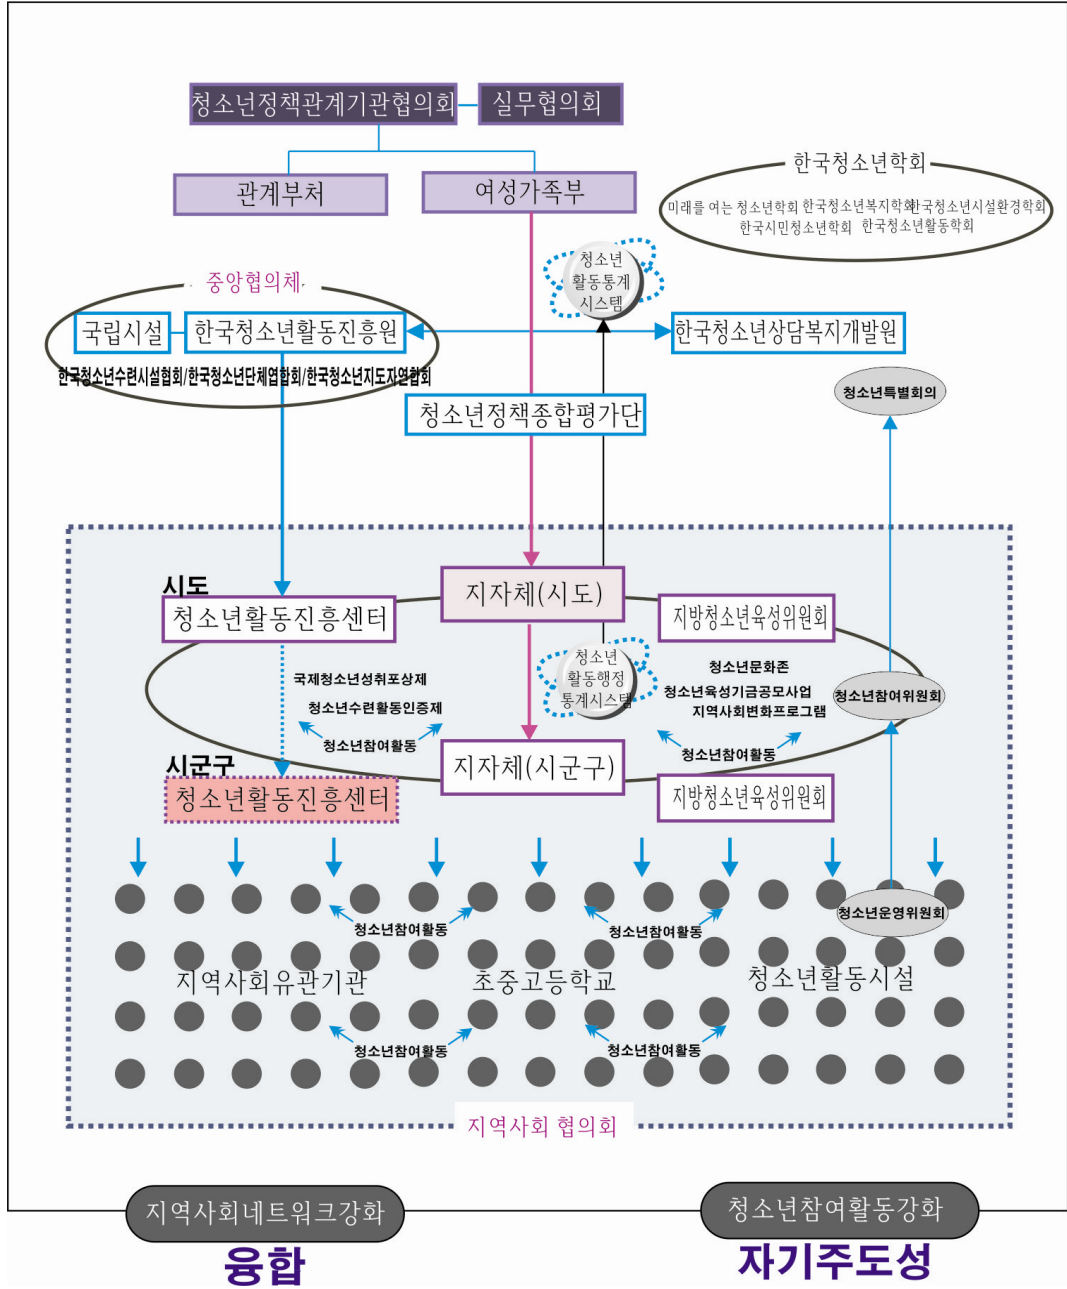 청소년정책관계기관협의회
실무협의회
관계부처
여성가족부
한국청소년학회
미래를 여는 청소년학회 한국청소년복지학회 한국청소년시설환경학회
한국시민청소년학회 한국청소년활동학회
청소년
활동통계
시스템
중앙협의체
국립시설
한국청소년활동진흥원
한국청소년상담복지개발원
한국청소년수련시설협회/한국청소년단체엽합회/한국청소년지도자연합회
청소년정책종합평가단
청소년특별회의
시도
청소년활동진흥센터
지자체(시도)
지방청소년육성위원회
청소년
활동행정
통계시스템
국제청소년성취포상제
청소년수련활동인증제
청소년참여활동
청소년문화존
청소년육성기금공모사업
지역사회변화프로그램
청소년참여활동
청소년참여위원회
시군구
청소년활동진흥센터
지자체(시군구)
지방청소년육성위원회
청소년참여활동
청소년참여활동
청소년운영위원회
지역사회유관기관
초중고등학교
청소년활동시설
청소년참여활동
청소년참여활동
지역사회 협의회
지역사회네트워크강화
청소년참여활동강화
융합
자기주도성